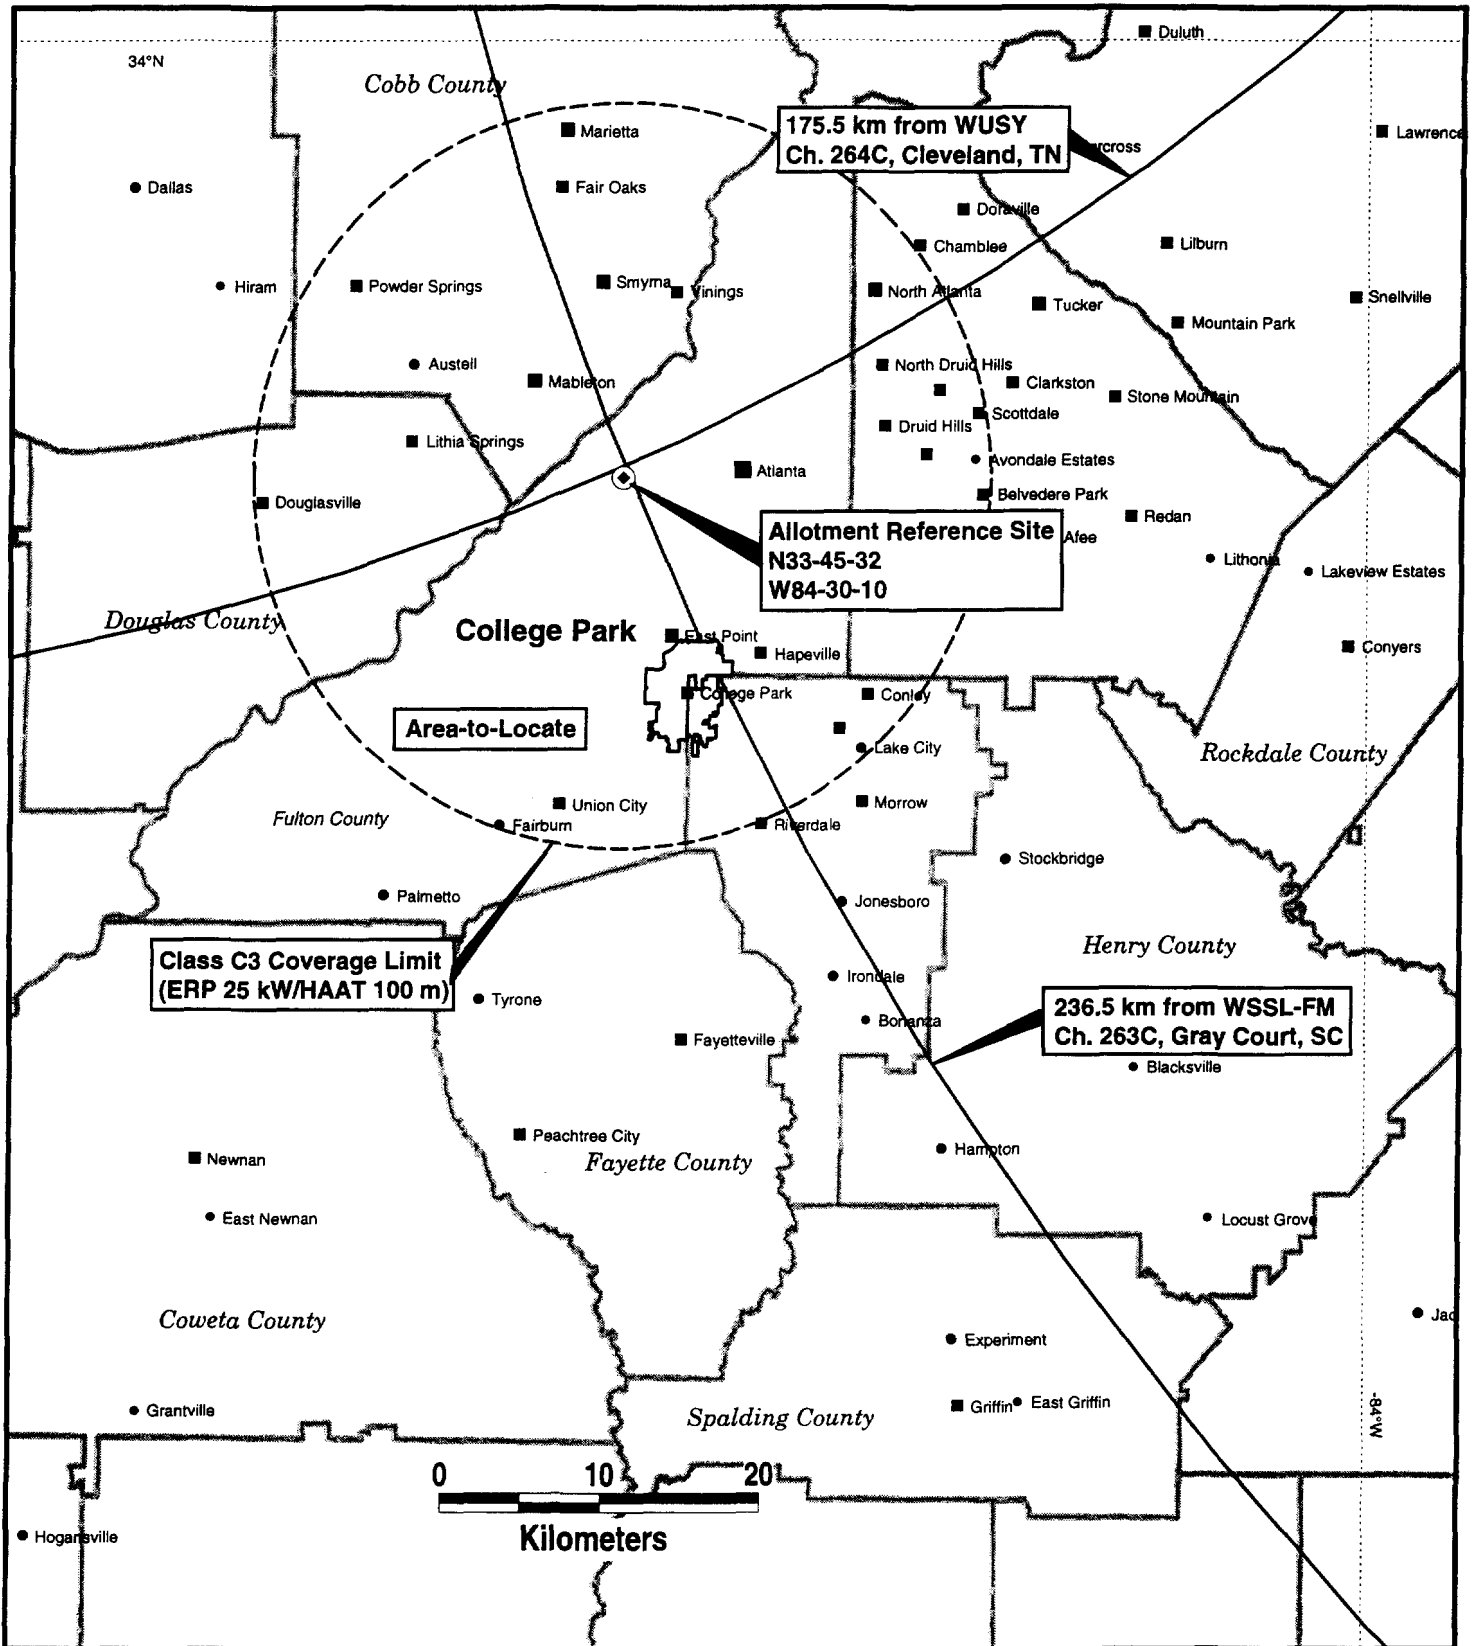 Duluth
34°N
Cobb County
175.5 km from WUSY
Ch. 264C, Cleveland, TN
Marietta
Lawrence
rcross
Dallas
Fair Oaks
Doraville
Chamblee
Lilburn
Hiram
Powder Springs
Smyrna
Vinings
North Atlanta
Tucker
Snellville
Mountain Park
Austell
North Druid Hills
Mableton
Clarkston
Stone Mountain
Scottdale
Druid Hills
Lithia Springs
Atlanta
Avondale Estates
Douglasville
Belvedere Park
Redan
Allotment Reference Site
N33-45-32
W84-30-10
Afee
Lithonia
Lakeview Estates
Douglas County
College Park
East Point
Hapeville
Conyers
College Park
Conley
Area-to-Locate
Lake City
Rockdale County
Union City
Morrow
Fulton County
Fairburn
Riverdale
Stockbridge
Palmetto
Jonesboro
Henry County
Class C3 Coverage Limit
(ERP 25 kW/HAAT 100 m)
Irondale
Tyrone
236.5 km from WSSL-FM
Ch. 263C, Gray Court, SC
Bonanza
Fayetteville
Blacksville
Peachtree City
Hampton
Newnan
Fayette County
East Newnan
Locust Grove
Coweta County
Jac
Experiment
Grantville
Griffin
East Griffin
-84°W
Spalding County
0 10 20
Kilometers
Hogansville